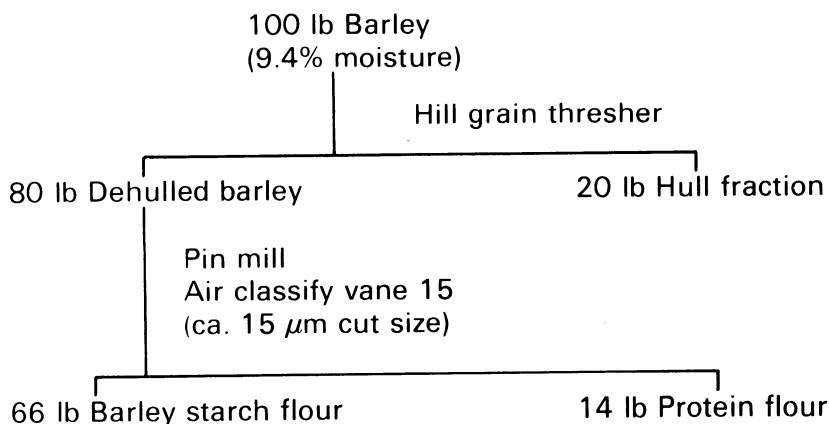 100 lb Barley
(9.4% moisture)
Hill grain thresher
80 lb Dehulled barley
20 lb Hull fraction
Pin mill
Air classify vane 15
(ca. 15 μm cut size)
66 lb Barley starch flour
14 lb Protein flour